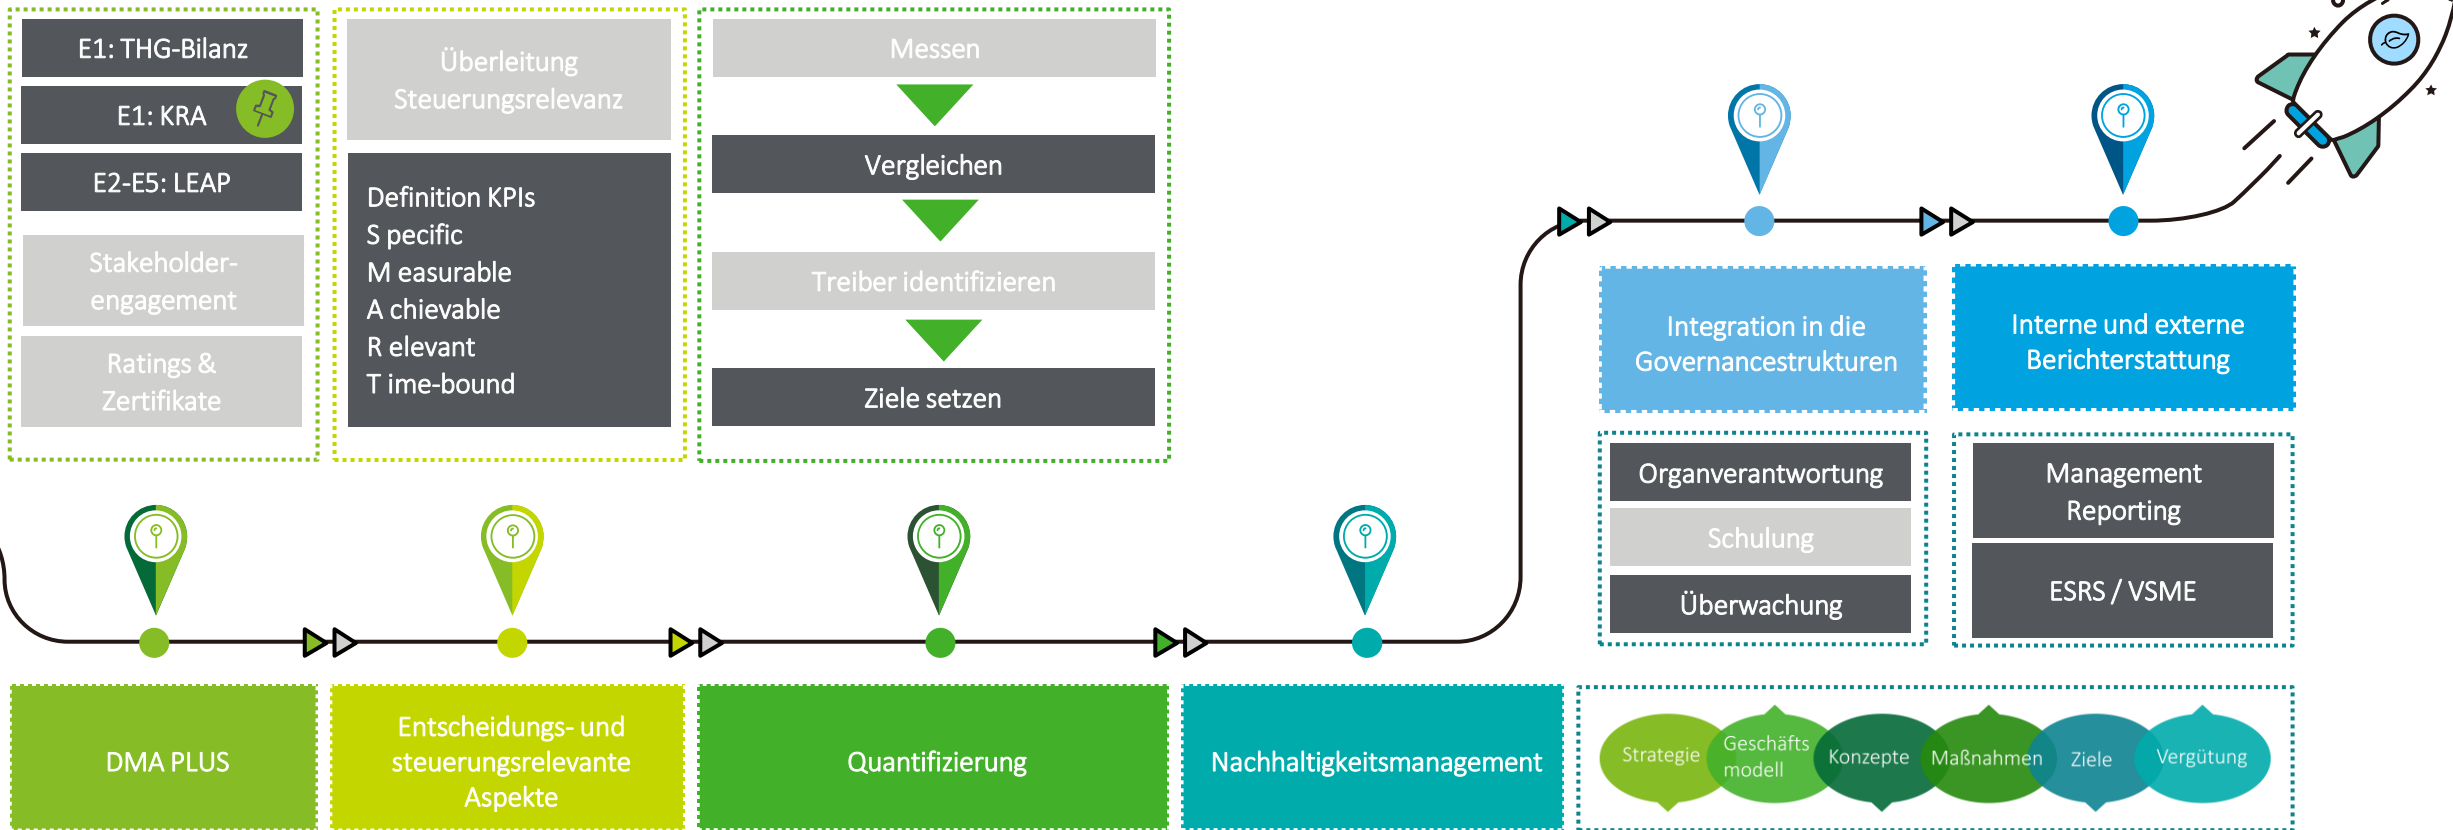 E1: THG-Bilanz
E1: KRA
E2-E5: LEAP
Stakeholder-
engagement
Ratings &
Zertifikate
Überleitung
Steuerungsrelevanz
Definition KPIs
S pecific
M easurable
A chievable
R elevant
T ime-bound
Messen
Vergleichen
Treiber identifizieren
Ziele setzen
DMA PLUS
Entscheidungs- und
steuerungsrelevante
Aspekte
Quantifizierung
Nachhaltigkeitsmanagement
Integration in die
Governancestrukturen
Organverantwortung
Schulung
Überwachung
Interne und externe
Berichterstattung
Management
Reporting
ESRS / VSME
Strategie
Geschäfts
modell
Konzepte
Maßnahmen
Ziele
Vergütung